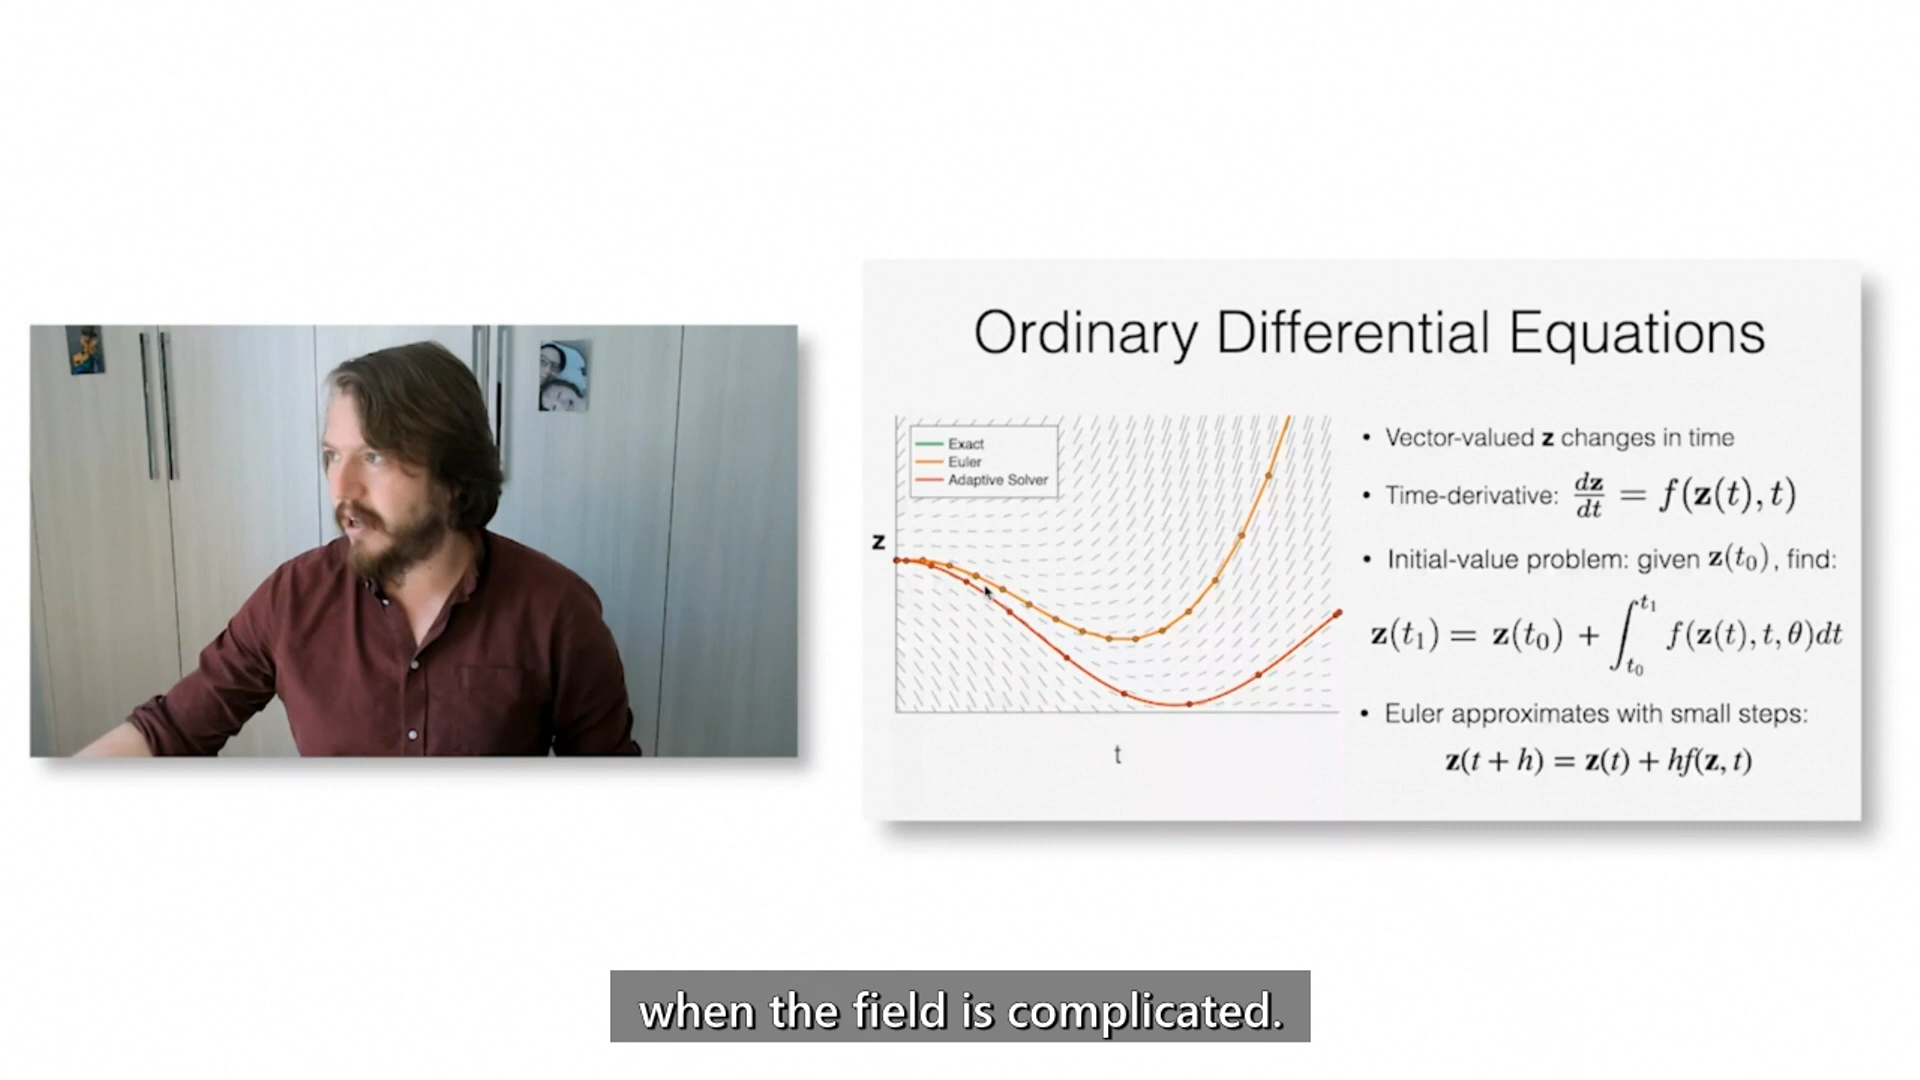 Ordinary Differential Equations
Exact
Euler
Adaptive Solver
z
t
• Vector-valued z changes in time
• Time-derivative: dz/dt = f(z(t), t)
• Initial-value problem: given z(t₀), find:
z(t₁) = z(t₀) + ∫_{t₀}^{t₁} f(z(t), t, θ)dt
• Euler approximates with small steps:
z(t + h) = z(t) + hf(z, t)
when the field is complicated.